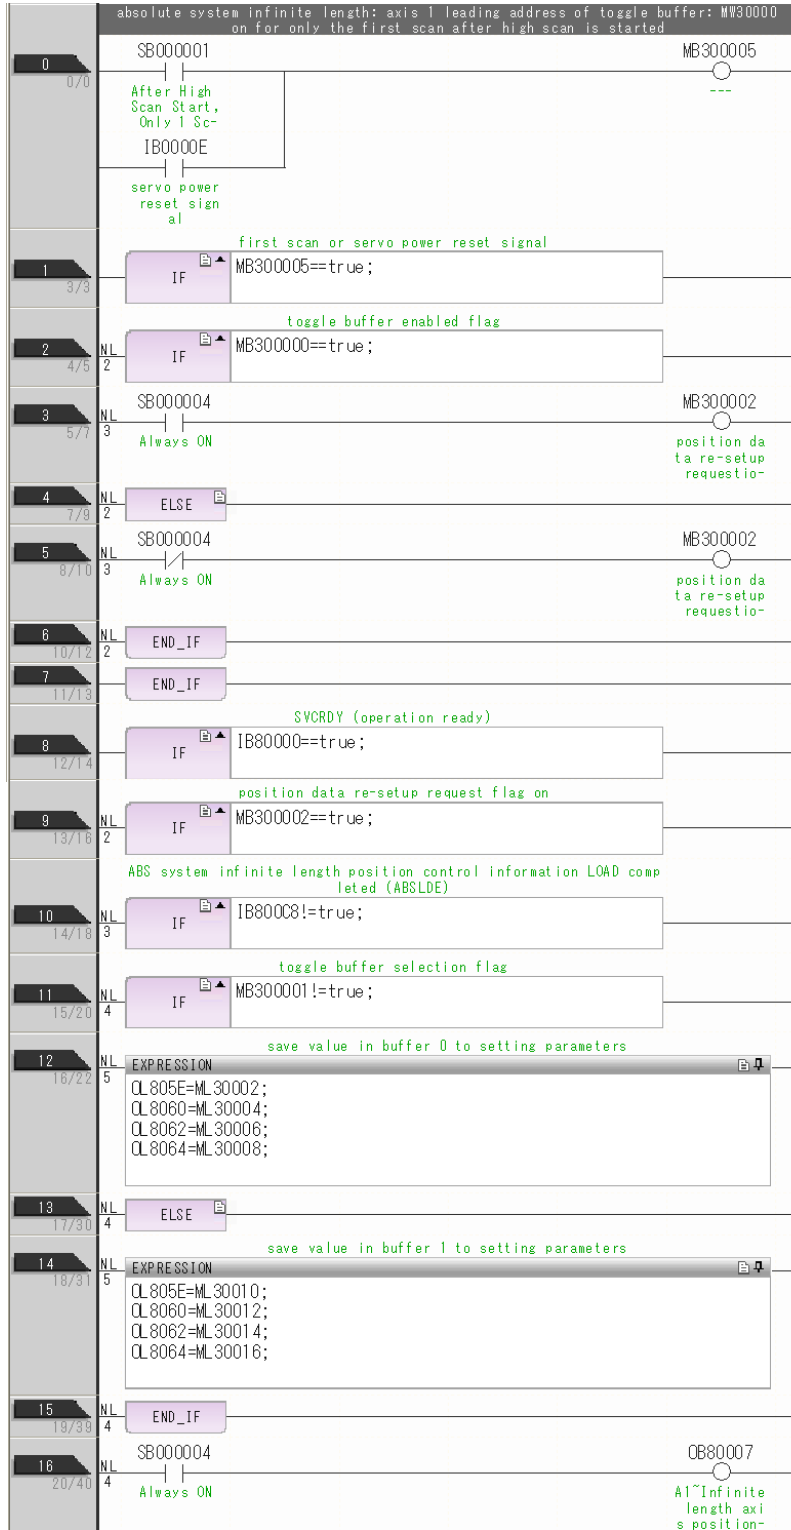 absolute system infinite length: axis 1 leading address of toggle buffer: MW30000
on for only the first scan after high scan is started
0
0/0
SB000001
MB300005
After High
Scan Start,
Only 1 Sc-
---
IB0000E
servo power
reset sign
al
first scan or servo power reset signal
1
3/3
IF
MB300005==true;
toggle buffer enabled flag
2
4/5
NL
2
IF
MB300000==true;
3
5/7
NL
3
SB000004
MB300002
Always ON
position da
ta re-setup
requestio-
4
7/9
NL
2
ELSE
5
8/10
NL
3
SB000004
MB300002
Always ON
position da
ta re-setup
requestio-
6
10/12
NL
2
END_IF
7
11/13
END_IF
SVCRDY (operation ready)
8
12/14
IF
IB80000==true;
position data re-setup request flag on
9
13/16
NL
2
IF
MB300002==true;
ABS system infinite length position control information LOAD comp
leted (ABSLDE)
10
14/18
NL
3
IF
IB800C8!=true;
toggle buffer selection flag
11
15/20
NL
4
IF
MB300001!=true;
save value in buffer 0 to setting parameters
12
16/22
NL
5
EXPRESSION
OL805E=ML30002;
OL8060=ML30004;
OL8062=ML30006;
OL8064=ML30008;
13
17/30
NL
4
ELSE
save value in buffer 1 to setting parameters
14
18/31
NL
5
EXPRESSION
OL805E=ML30010;
OL8060=ML30012;
OL8062=ML30014;
OL8064=ML30016;
15
19/39
NL
4
END_IF
16
20/40
NL
4
SB000004
OB80007
Always ON
A1~Infinite
length axi
s position-